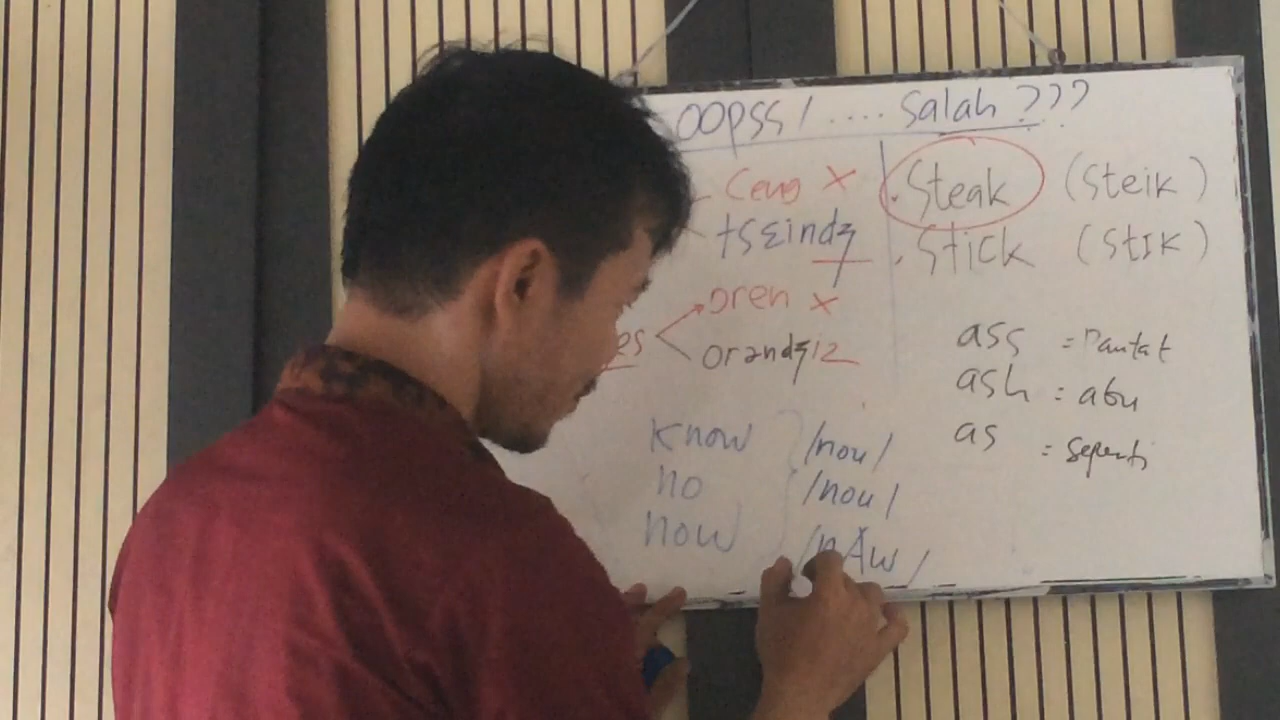 OOPSS! .... Salah ???
Ceng X
tsɛindʒ
oren x
es
orandʒiz
know /nou/
no /nou/
now /nAw/
. Steak (Steik)
. Stick (StIK)
ass = Pantat
ash : abu
as : seperti